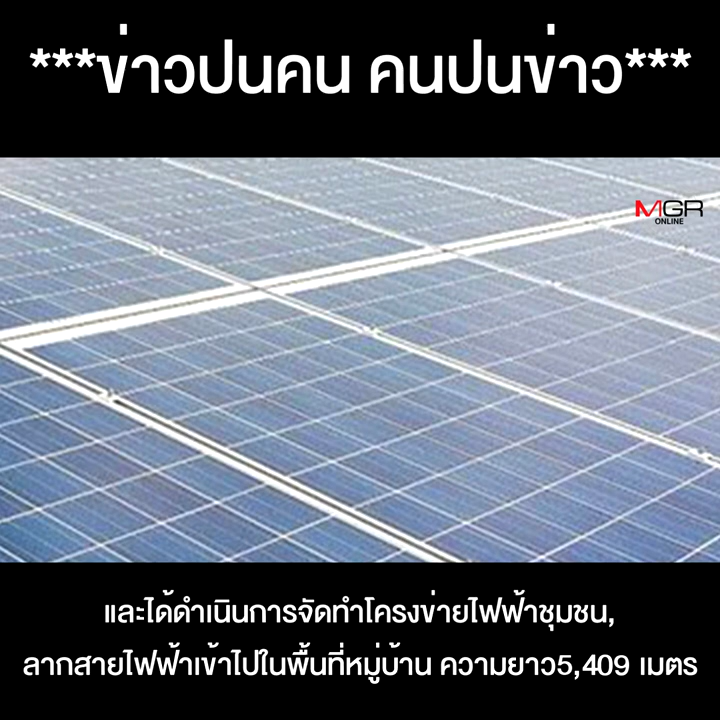 ***ข่าวปนคน คนปนข่าว***
MGR
ONLINE
และได้ดำเนินการจัดทำโครงข่ายไฟฟ้าชุมชน,
ลากสายไฟฟ้าเข้าไปในพื้นที่หมู่บ้าน ความยาว5,409 เมตร